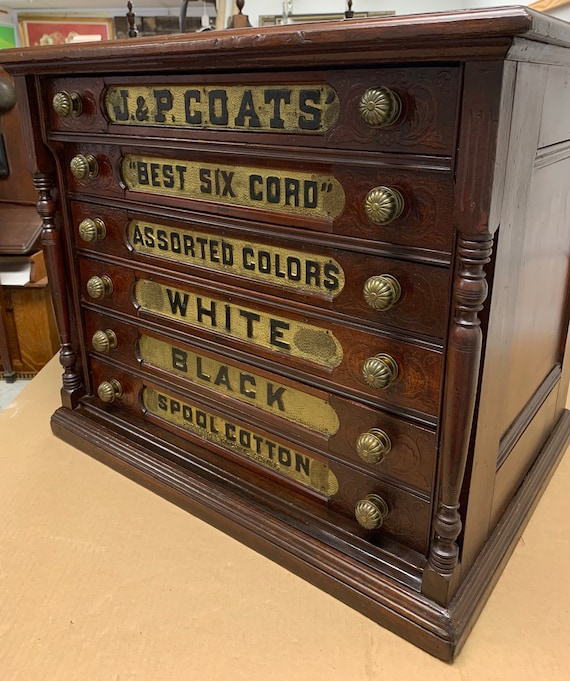 J. & P. COATS'
"BEST SIX CORD"
ASSORTED COLORS
WHITE
BLACK
SPOOL COTTON